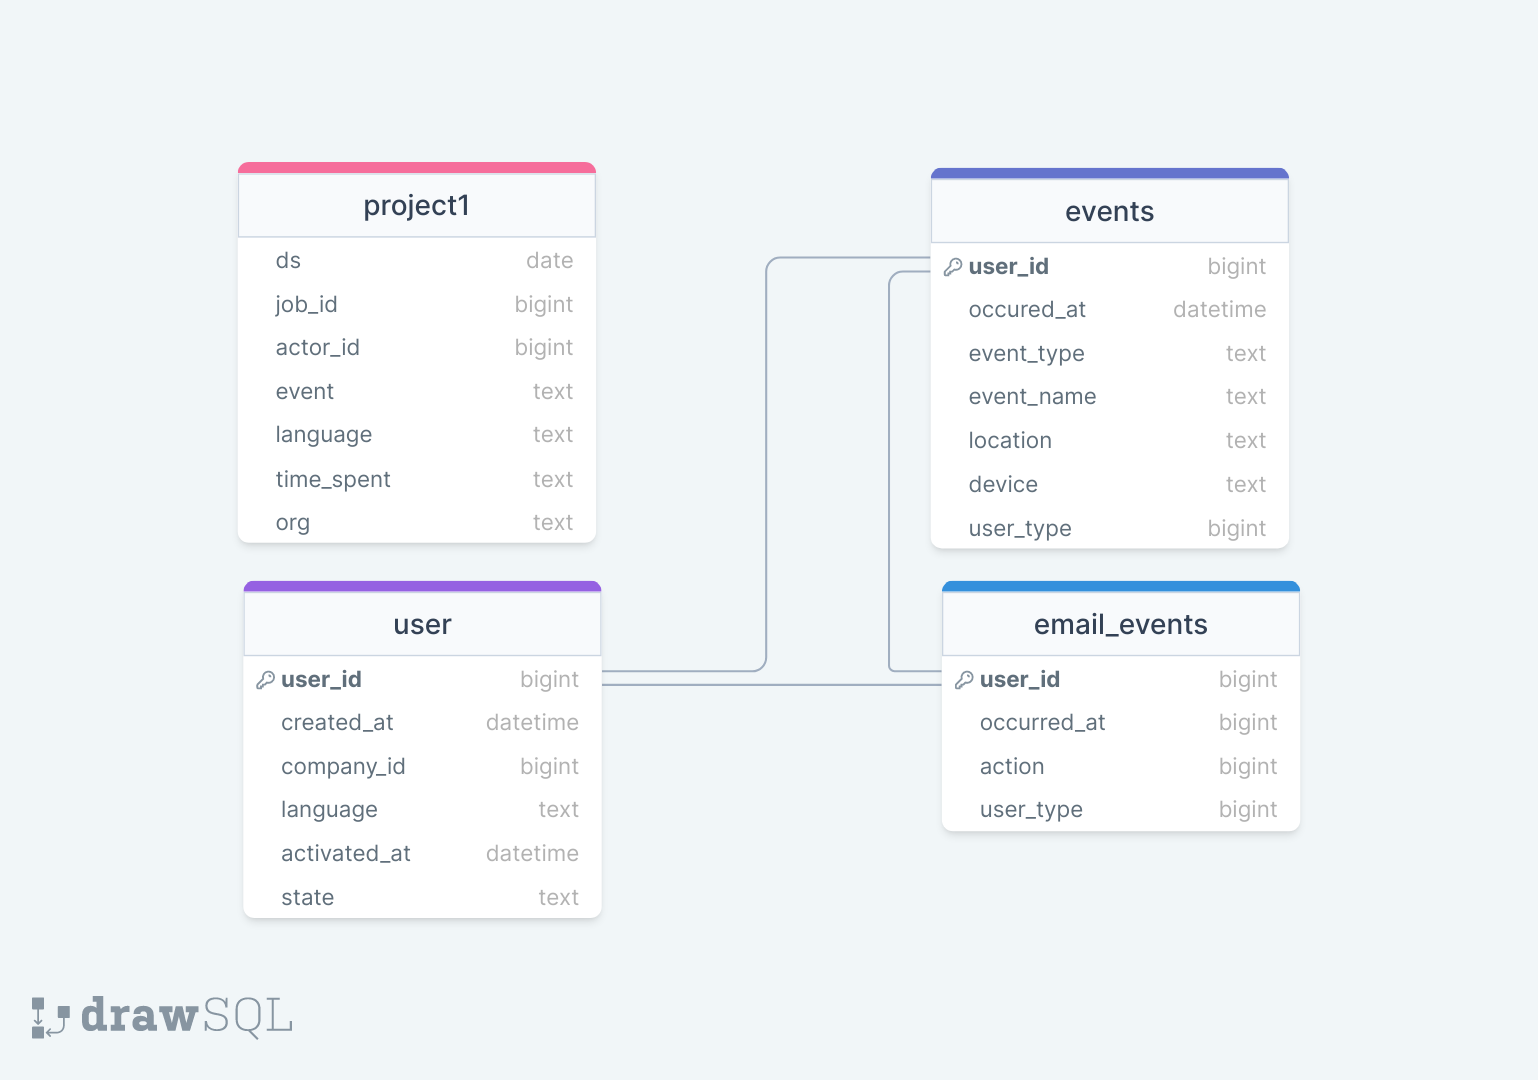 project1
ds date
job_id bigint
actor_id bigint
event text
language text
time_spent text
org text
events
user_id bigint
occured_at datetime
event_type text
event_name text
location text
device text
user_type bigint
user
user_id bigint
created_at datetime
company_id bigint
language text
activated_at datetime
state text
email_events
user_id bigint
occurred_at bigint
action bigint
user_type bigint
drawSQL